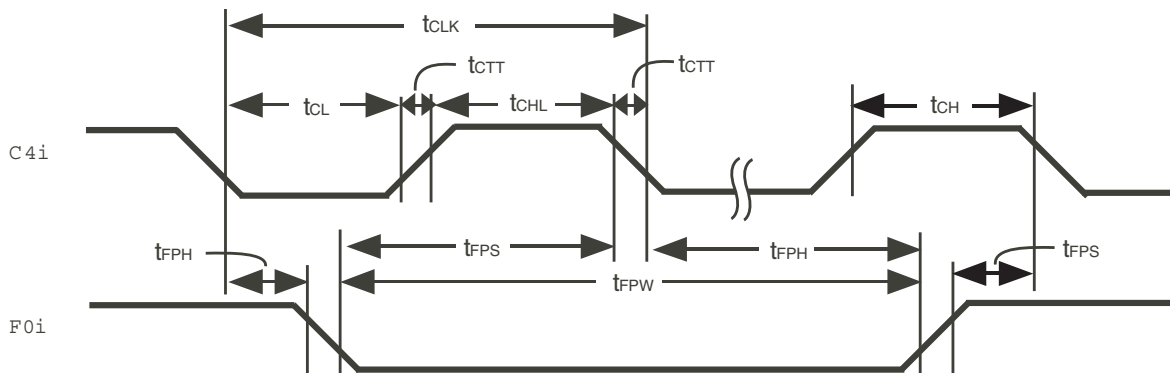 tCLK
tCTT
tCTT
tCL
tCHL
tCH
C4i
tFPH
tFPS
tFPH
tFPS
tFPW
F0i